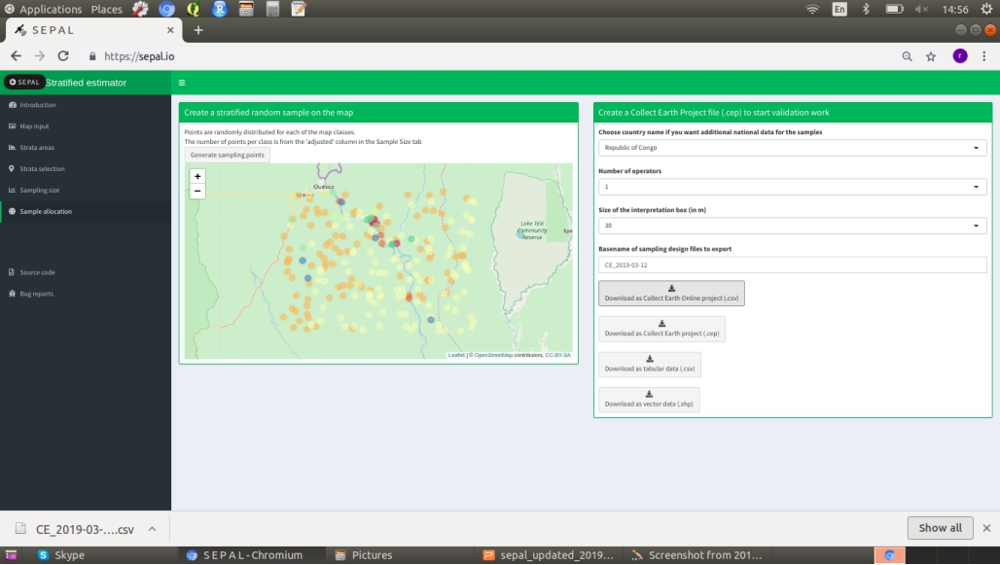 Applications Places
En
14:56
SEPAL
https://sepal.io
r
SEPAL Stratified estimator
Introduction
Map input
Strata areas
Strata selection
Sampling size
Sample allocation
Source code
Bug reports
Create a stratified random sample on the map
Points are randomly distributed for each of the map classes.
The number of points per class is from the 'adjusted' column in the Sample Size tab
Generate sampling points
+
−
Ouesso
Lake Télé
Community
Reserve
Leaflet | © OpenStreetMap contributors, CC-BY-SA
Create a Collect Earth Project file (.cep) to start validation work
Choose country name if you want additional national data for the samples
Republic of Congo
Number of operators
1
Size of the interpretation box (in m)
30
Basename of sampling design files to export
CE_2019-03-12
Download as Collect Earth Online project (.csv)
Download as Collect Earth project (.cep)
Download as tabular data (.csv)
Download as vector data (.shp)
CE_2019-03-....csv
Show all
Skype
SEPAL - Chromium
Pictures
sepal_updated_2019...
Screenshot from 201...